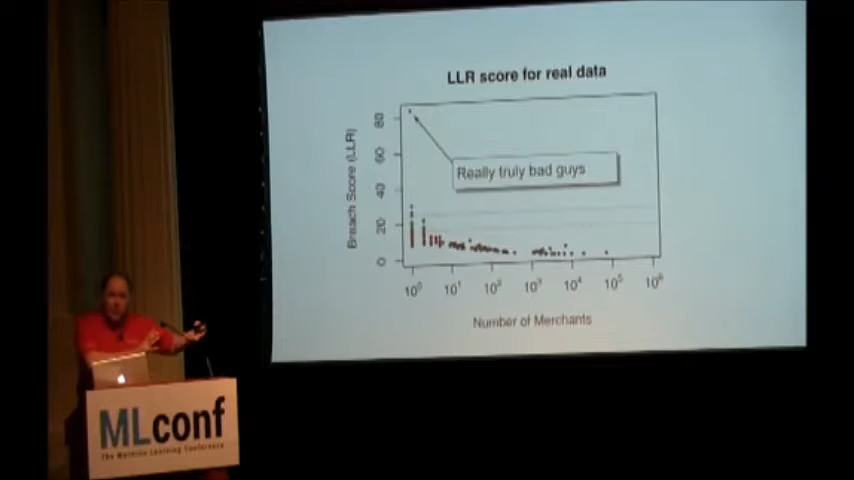 LLR score for real data
Breach Score (LLR)
80
60
40
20
0
Really truly bad guys
10⁰ 10¹ 10² 10³ 10⁴ 10⁵ 10⁶
Number of Merchants
MLconf
The Machine Learning Conference